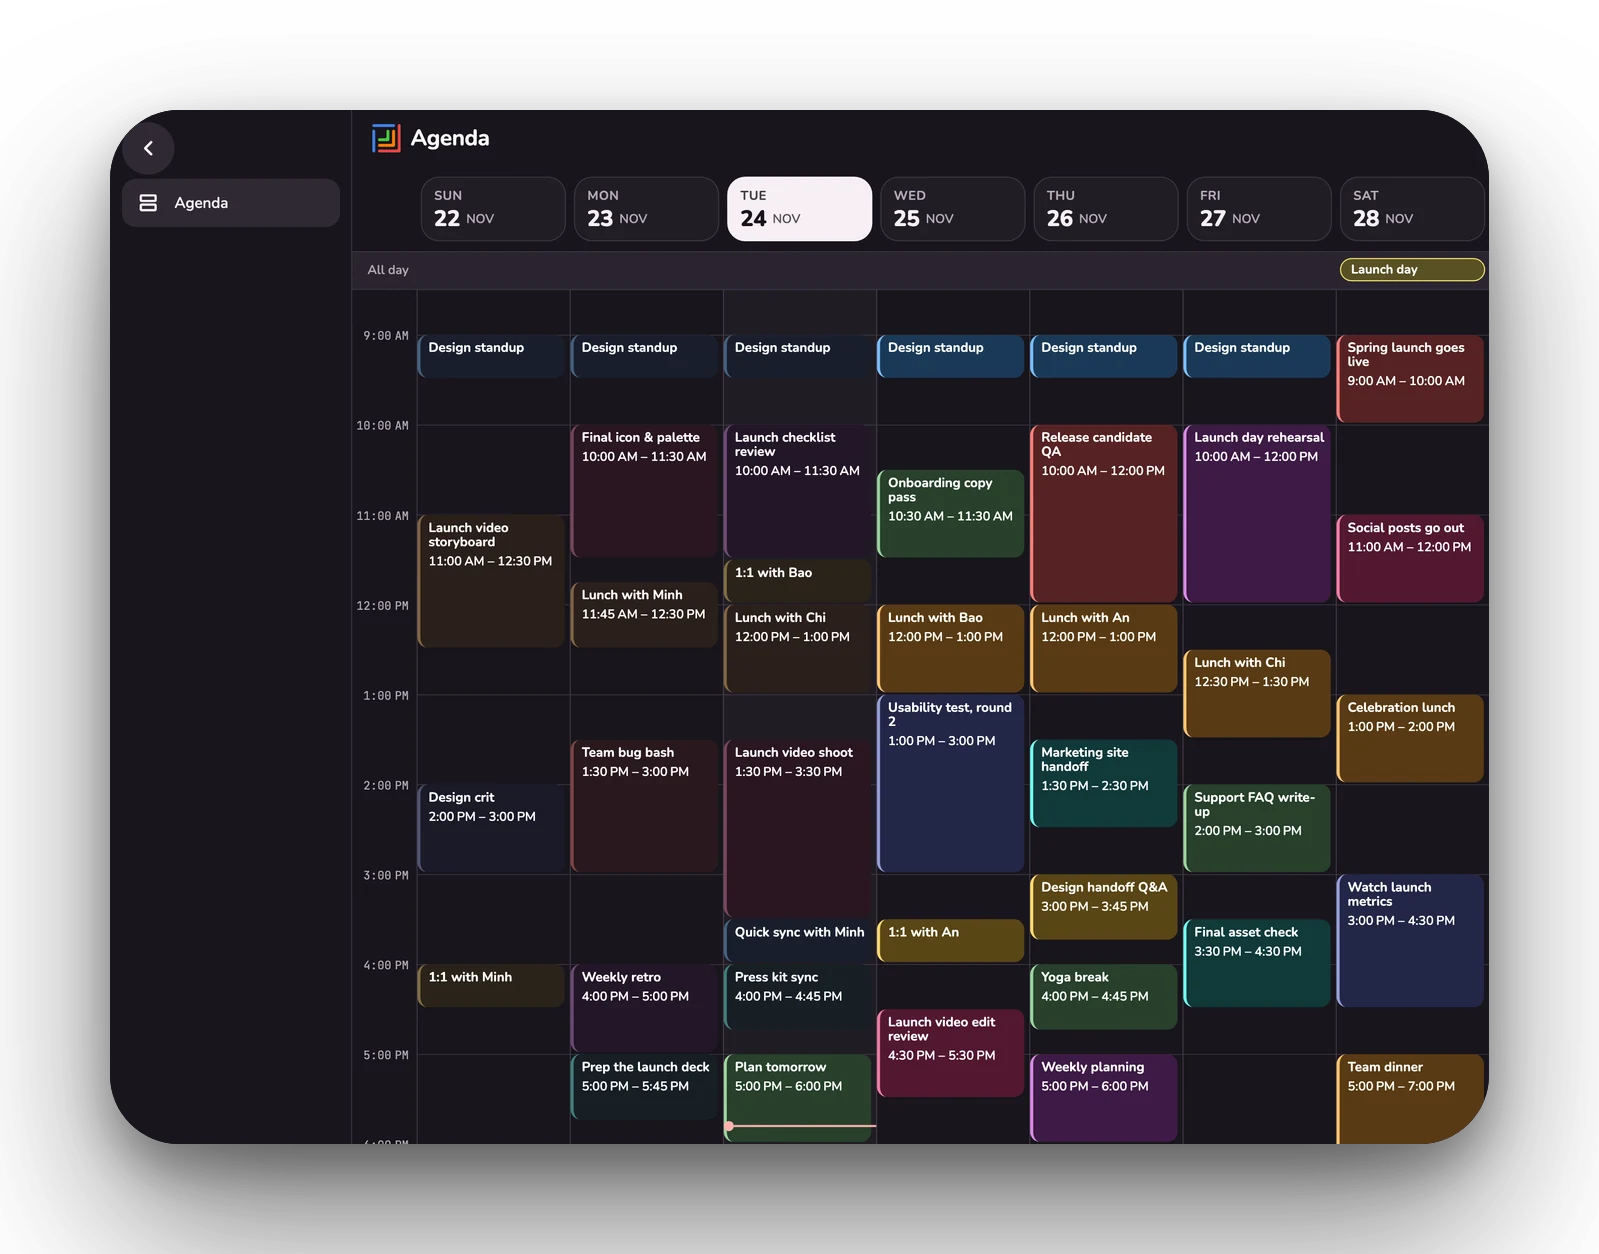 Agenda
Agenda
SUN
22 NOV
MON
23 NOV
TUE
24 NOV
WED
25 NOV
THU
26 NOV
FRI
27 NOV
SAT
28 NOV
All day
Launch day
9:00 AM
10:00 AM
11:00 AM
12:00 PM
1:00 PM
2:00 PM
3:00 PM
4:00 PM
5:00 PM
Design standup
Launch video
storyboard
11:00 AM – 12:30 PM
Design crit
2:00 PM – 3:00 PM
1:1 with Minh
Design standup
Final icon & palette
10:00 AM – 11:30 AM
Lunch with Minh
11:45 AM – 12:30 PM
Team bug bash
1:30 PM – 3:00 PM
Weekly retro
4:00 PM – 5:00 PM
Prep the launch deck
5:00 PM – 5:45 PM
Design standup
Launch checklist
review
10:00 AM – 11:30 AM
1:1 with Bao
Lunch with Chi
12:00 PM – 1:00 PM
Launch video shoot
1:30 PM – 3:30 PM
Quick sync with Minh
Press kit sync
4:00 PM – 4:45 PM
Plan tomorrow
5:00 PM – 6:00 PM
Design standup
Onboarding copy
pass
10:30 AM – 11:30 AM
Lunch with Bao
12:00 PM – 1:00 PM
Usability test, round
2
1:00 PM – 3:00 PM
1:1 with An
Launch video edit
review
4:30 PM – 5:30 PM
Design standup
Release candidate
QA
10:00 AM – 12:00 PM
Lunch with An
12:00 PM – 1:00 PM
Marketing site
handoff
1:30 PM – 2:30 PM
Design handoff Q&A
3:00 PM – 3:45 PM
Yoga break
4:00 PM – 4:45 PM
Weekly planning
5:00 PM – 6:00 PM
Design standup
Launch day rehearsal
10:00 AM – 12:00 PM
Lunch with Chi
12:30 PM – 1:30 PM
Support FAQ write-
up
2:00 PM – 3:00 PM
Final asset check
3:30 PM – 4:30 PM
Spring launch goes
live
9:00 AM – 10:00 AM
Social posts go out
11:00 AM – 12:00 PM
Celebration lunch
1:00 PM – 2:00 PM
Watch launch
metrics
3:00 PM – 4:30 PM
Team dinner
5:00 PM – 7:00 PM